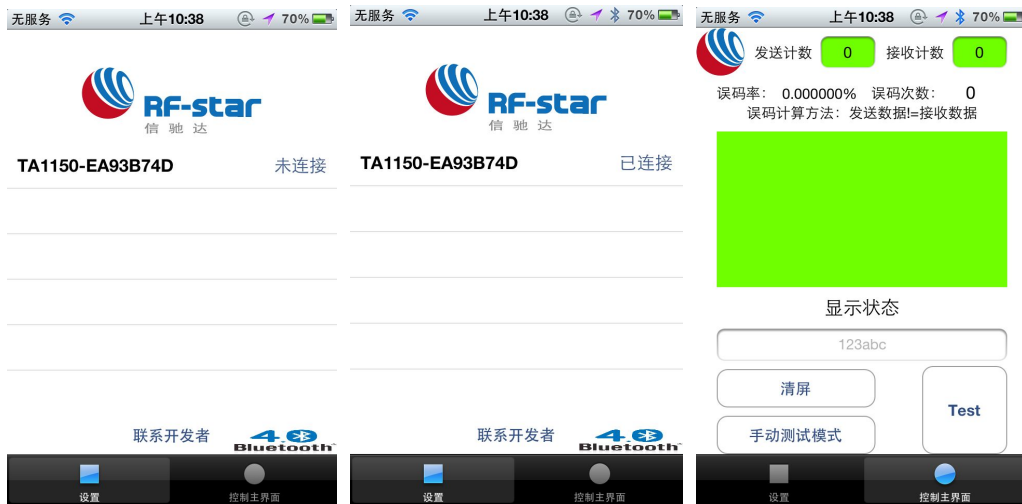 无服务 上午10:38 70%
RF-star
信驰达
TA1150-EA93B74D 未连接
联系开发者 4.0
Bluetooth
设置 控制主界面
无服务 上午10:38 70%
RF-star
信驰达
TA1150-EA93B74D 已连接
联系开发者 4.0
Bluetooth
设置 控制主界面
无服务 上午10:38 70%
发送计数 0 接收计数 0
误码率： 0.000000% 误码次数： 0
误码计算方法：发送数据!=接收数据
显示状态
123abc
清屏
Test
手动测试模式
设置 控制主界面